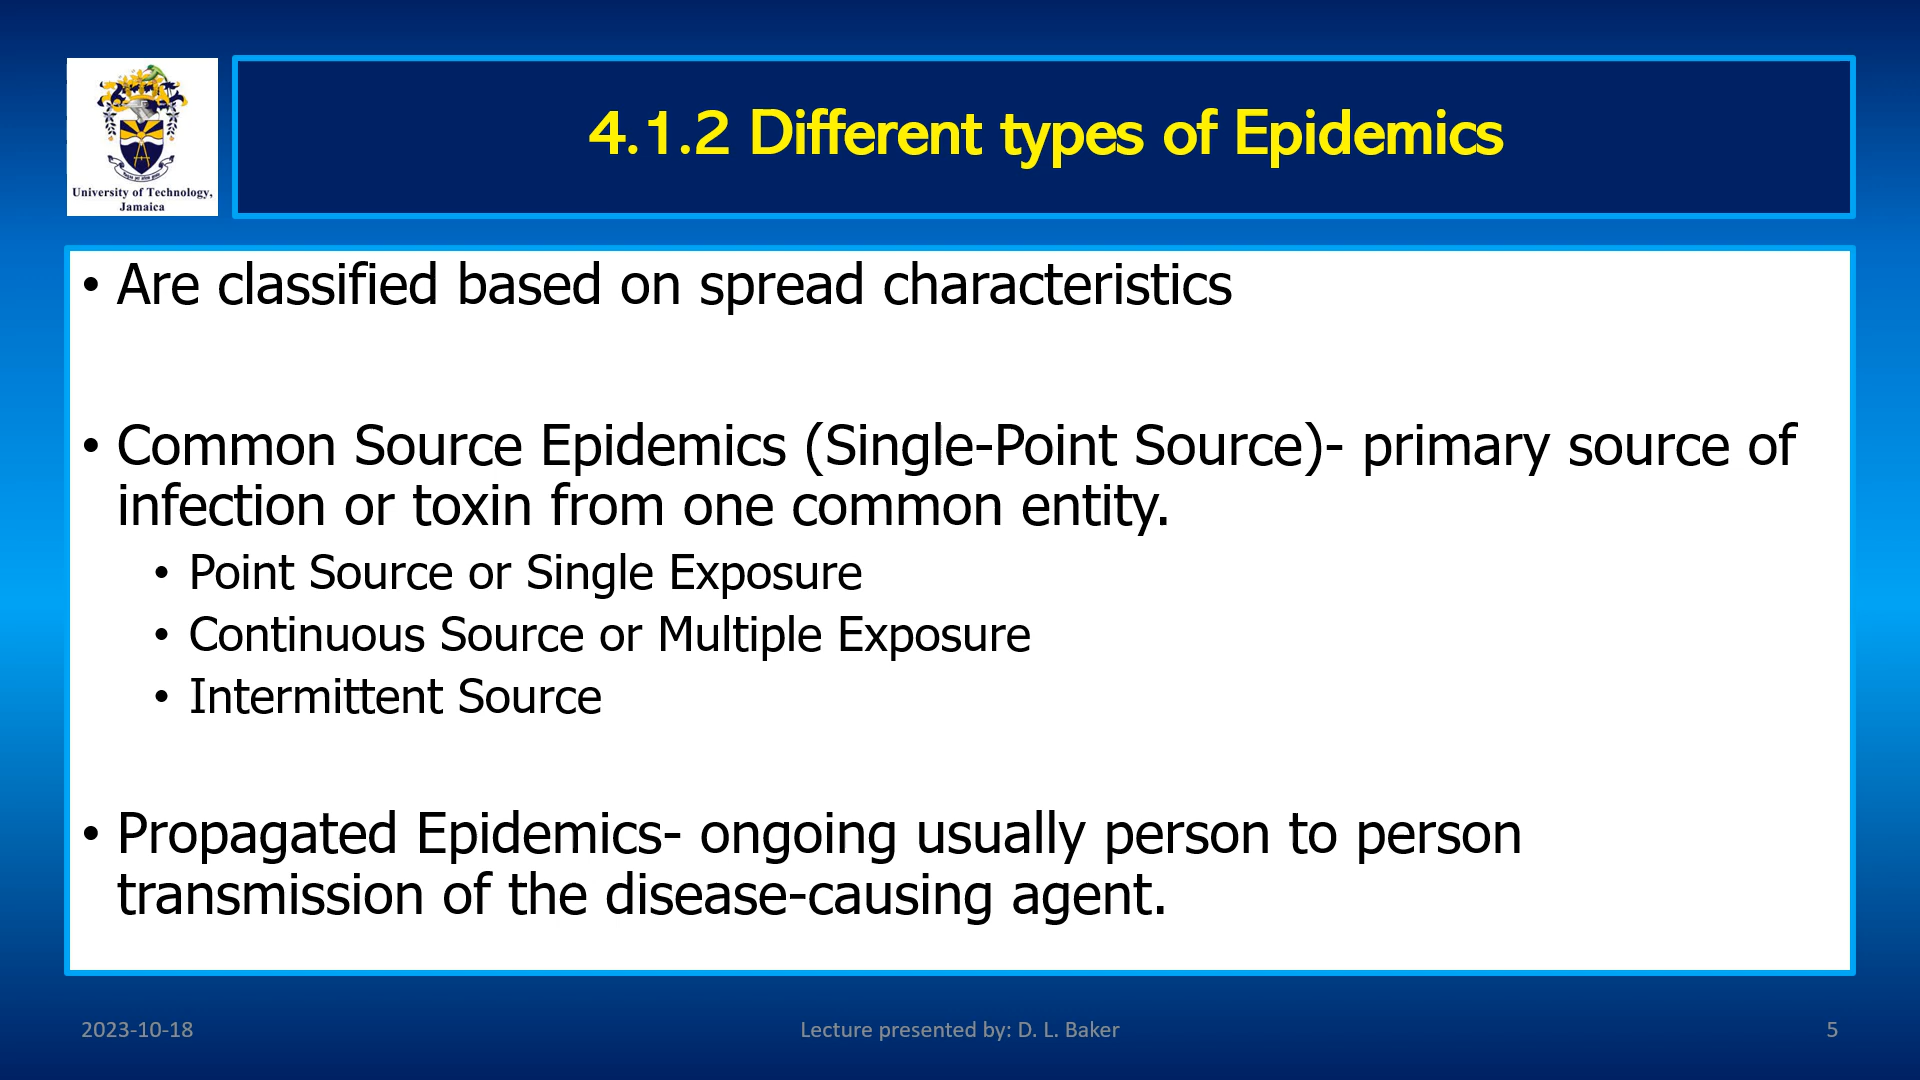 University of Technology,
Jamaica
4.1.2 Different types of Epidemics
• Are classified based on spread characteristics
• Common Source Epidemics (Single-Point Source)- primary source of
infection or toxin from one common entity.
• Point Source or Single Exposure
• Continuous Source or Multiple Exposure
• Intermittent Source
• Propagated Epidemics- ongoing usually person to person
transmission of the disease-causing agent.
2023-10-18
Lecture presented by: D. L. Baker
5